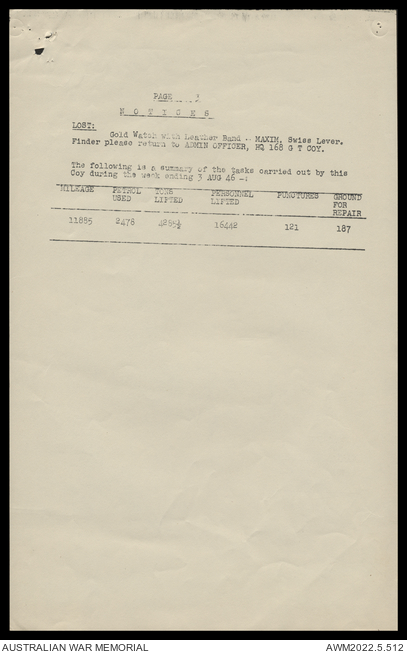 PAGE 3
N O T I C E S
LOST:
Gold Watch with Leather Band - MAXIM. Swiss Lever.
Finder please return to ADMIN OFFICER, HQ 168 G T COY.
The following is a summary of the tasks carried out by this
Coy during the week ending 3 AUG 46 -:
MILEAGE PETROL USED TONS LIFTED PERSONNEL LIFTED PUNCTURES GROUND FOR REPAIR
11885 2478 4285½ 16442 121 187
AUSTRALIAN WAR MEMORIAL
AWM2022.5.512